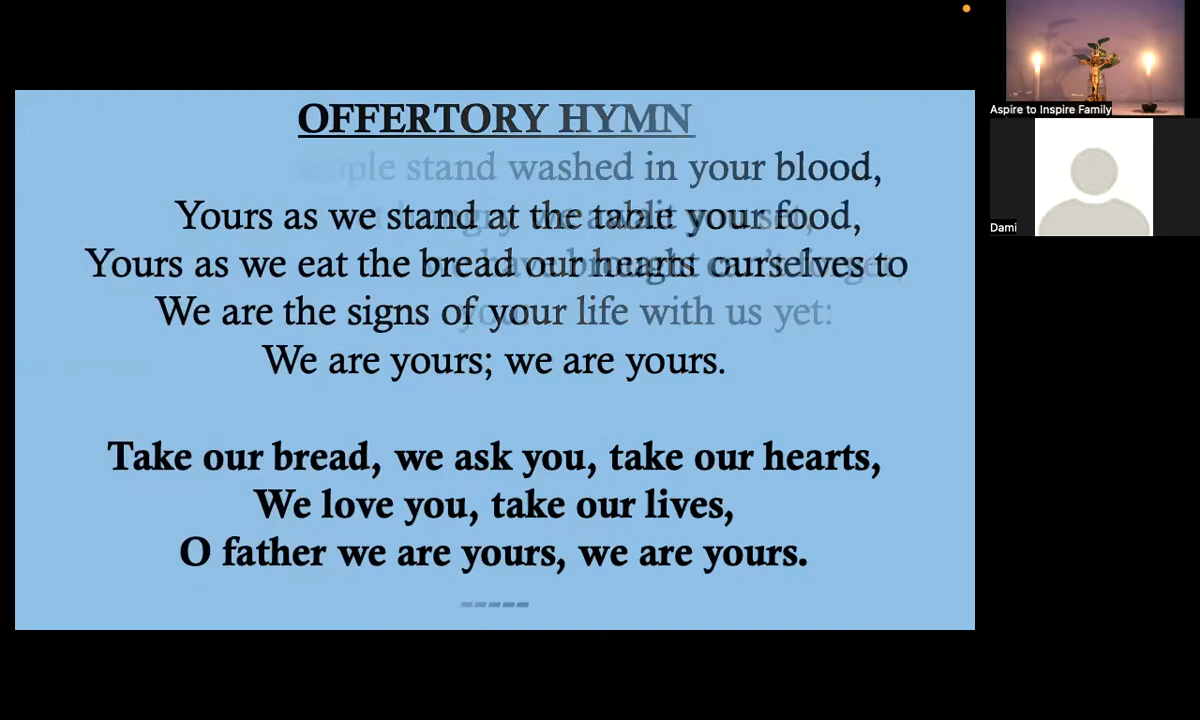 OFFERTORY HYMN
stand washed in your blood,
Yours as we stand at the table your food,
Yours as we eat the bread our hearts ourselves to
We are the signs of your life with us yet:
We are yours; we are yours.
Take our bread, we ask you, take our hearts,
We love you, take our lives,
O father we are yours, we are yours.
-----
Aspire to Inspire Family
Dami